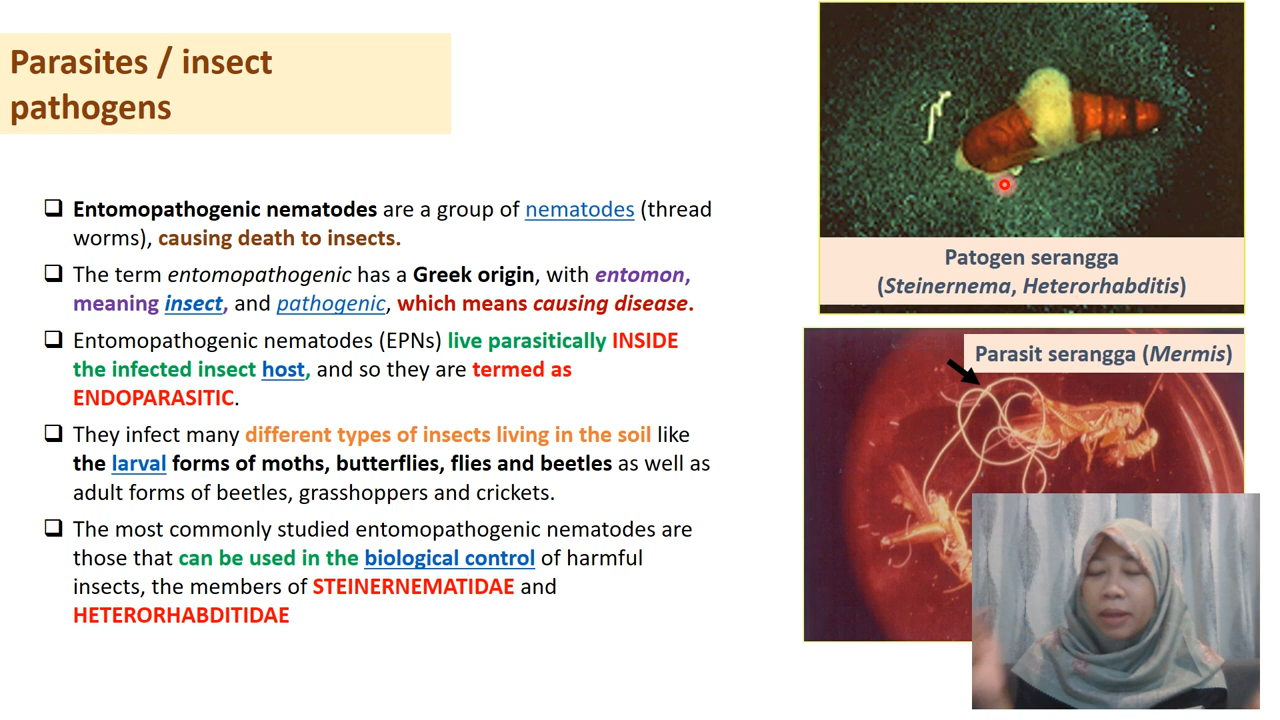 Parasites / insect
pathogens
Entomopathogenic nematodes are a group of nematodes (thread
worms), causing death to insects.
The term entomopathogenic has a Greek origin, with entomon,
meaning insect, and pathogenic, which means causing disease.
Entomopathogenic nematodes (EPNs) live parasitically INSIDE
the infected insect host, and so they are termed as
ENDOPARASITIC.
They infect many different types of insects living in the soil like
the larval forms of moths, butterflies, flies and beetles as well as
adult forms of beetles, grasshoppers and crickets.
The most commonly studied entomopathogenic nematodes are
those that can be used in the biological control of harmful
insects, the members of STEINERNEMATIDAE and
HETERORHABDITIDAE
Patogen serangga
(Steinernema, Heterorhabditis)
Parasit serangga (Mermis)